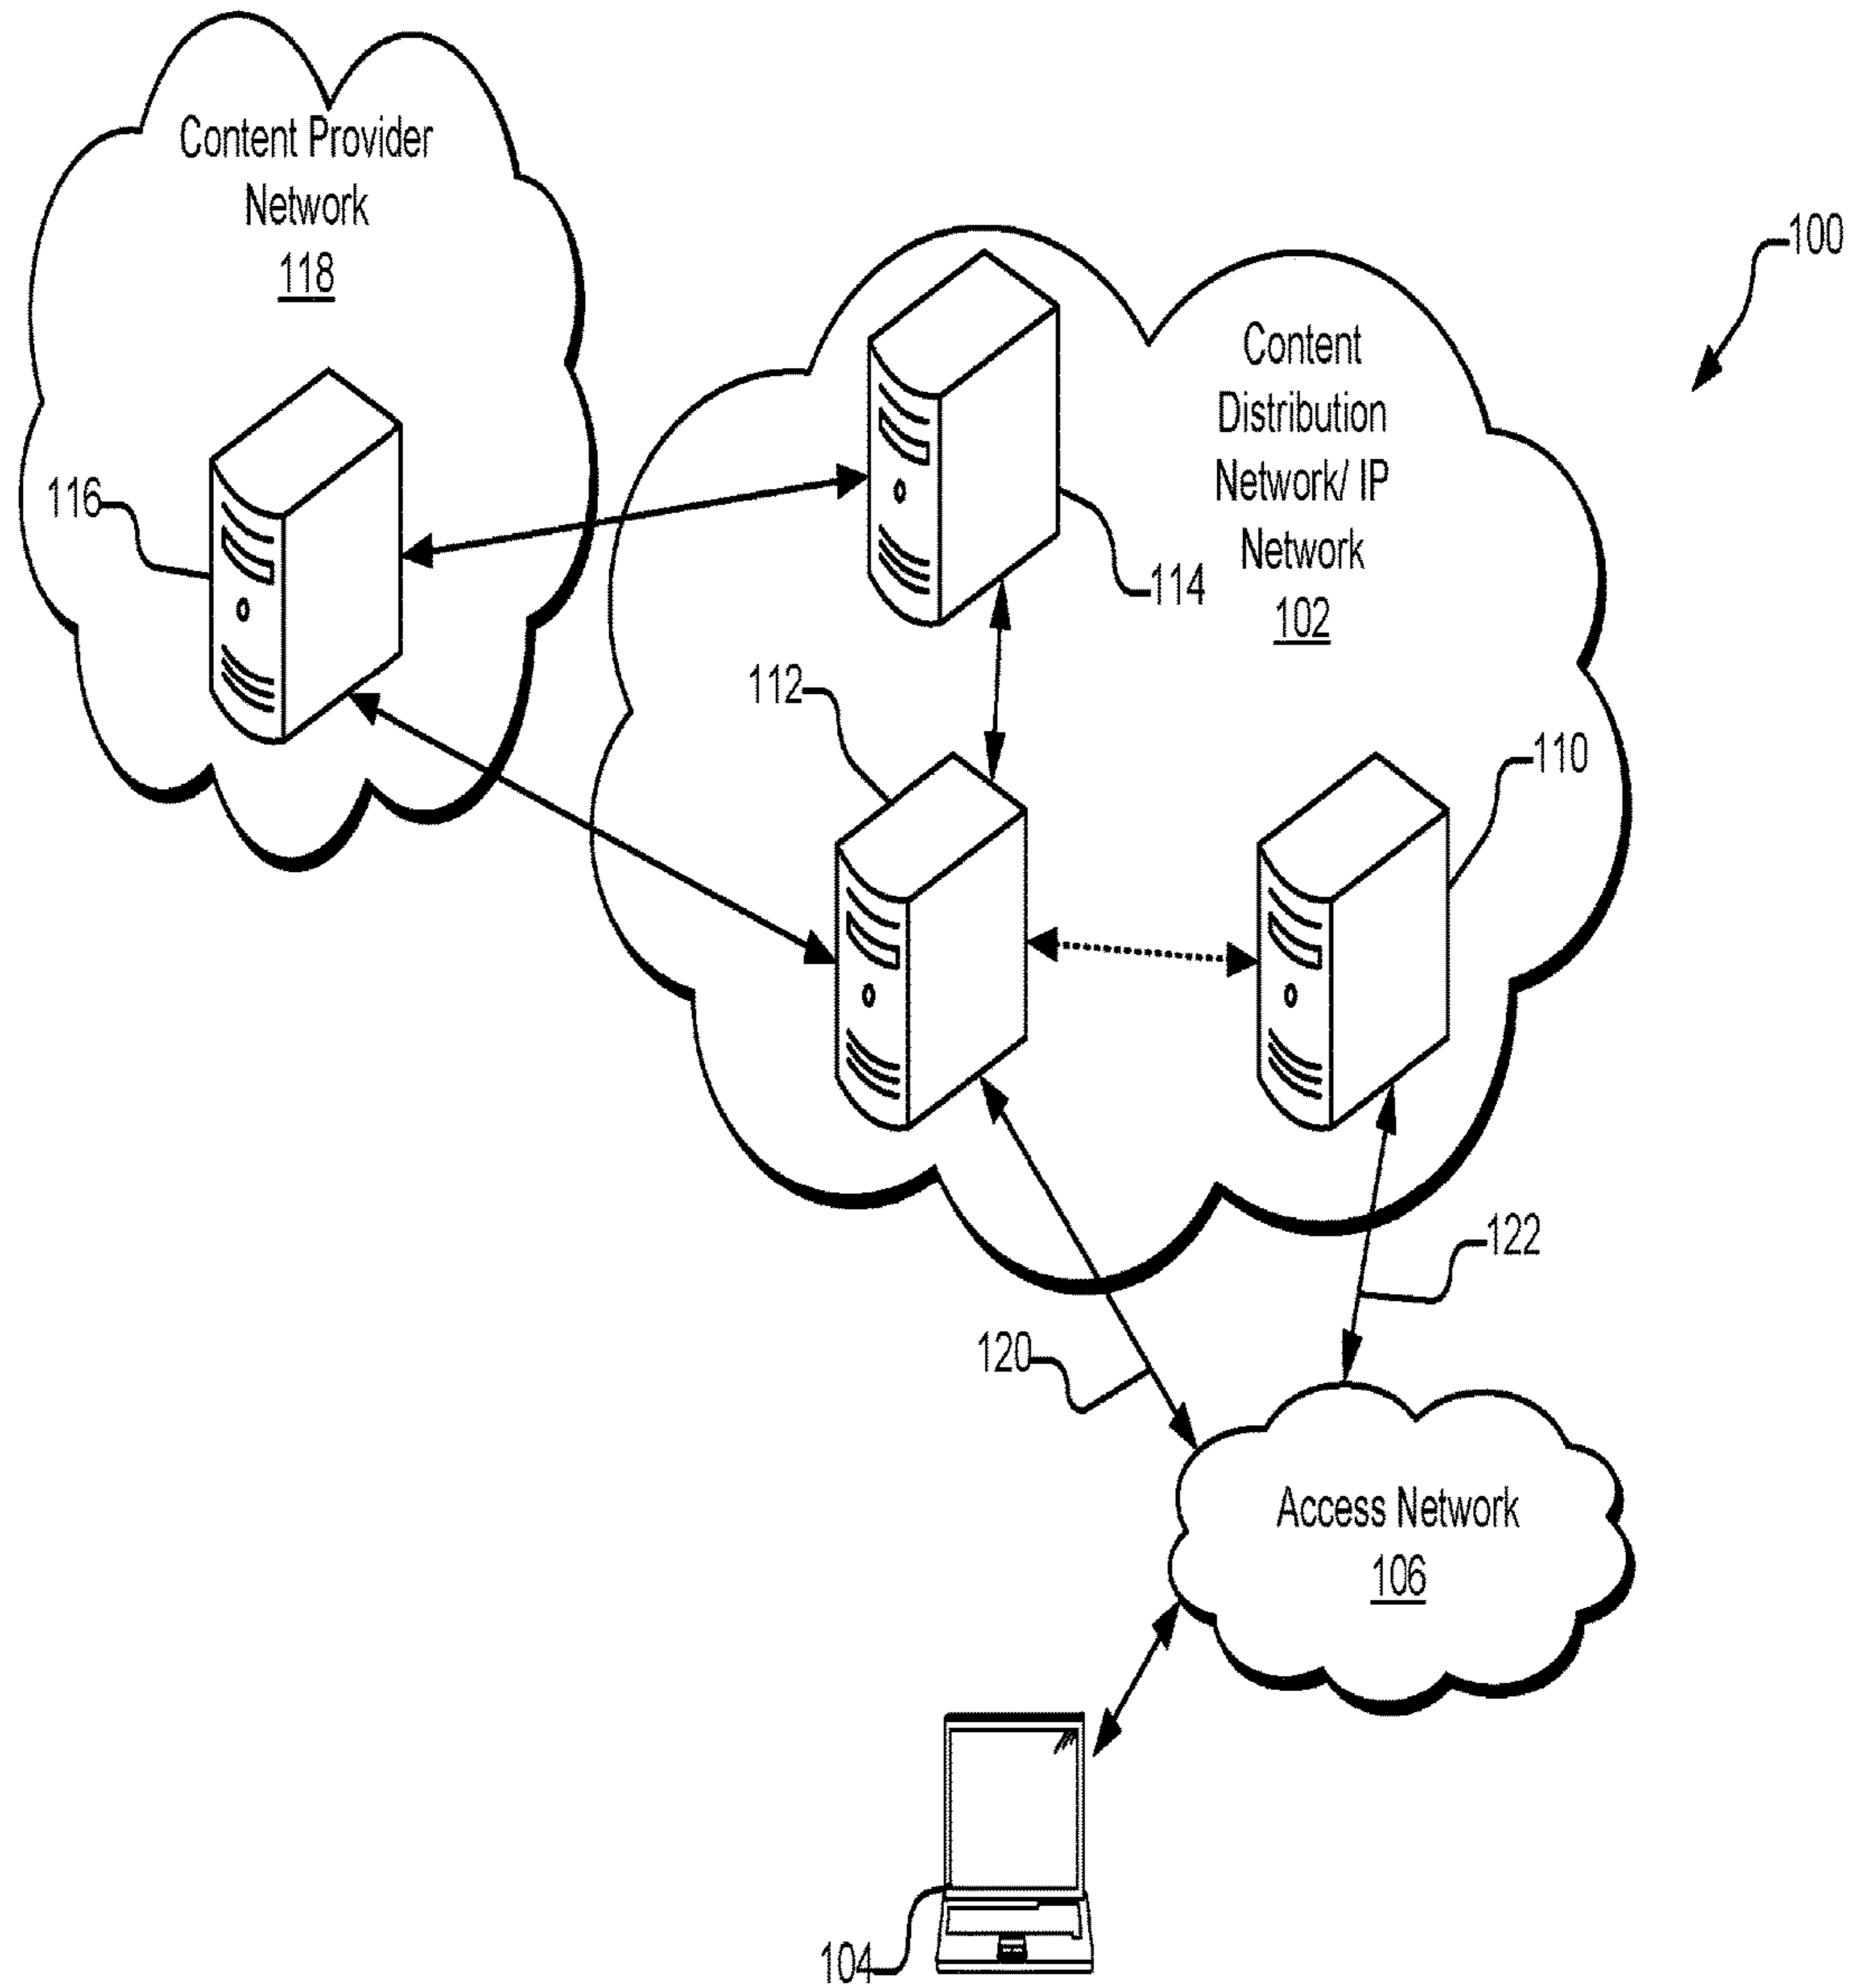 Content Provider
Network
118
100
Content
Distribution
Network/ IP
Network
102
116
114
112
110
122
120
Access Network
106
104